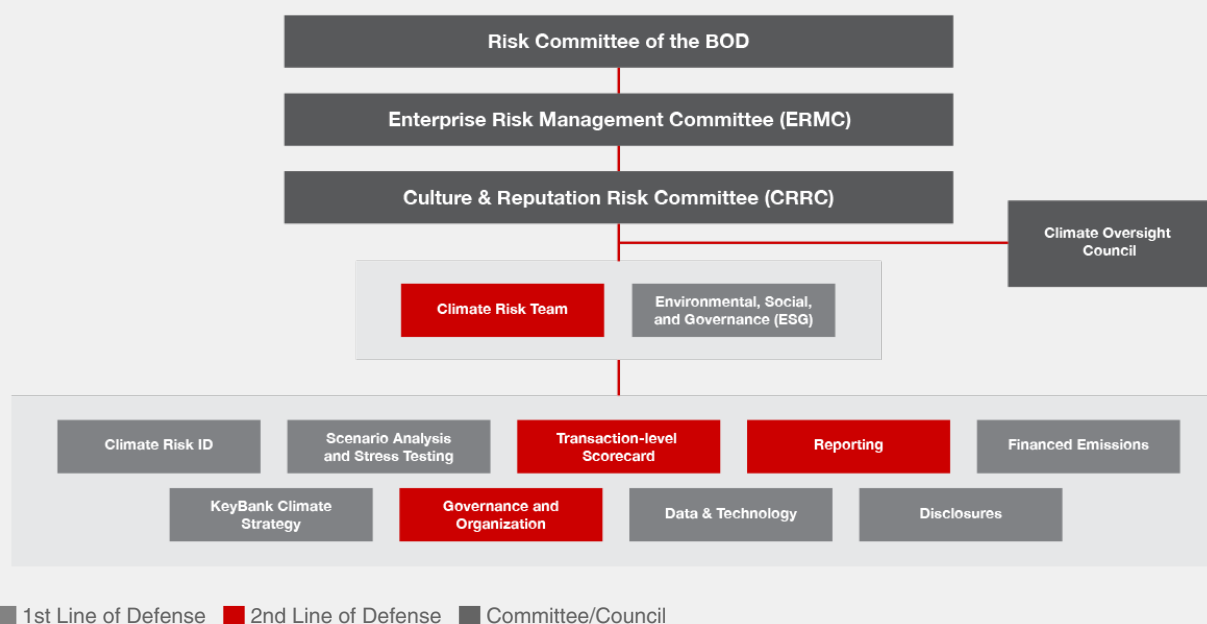 Risk Committee of the BOD
Enterprise Risk Management Committee (ERMC)
Culture & Reputation Risk Committee (CRRC)
Climate Oversight
Council
Climate Risk Team
Environmental, Social,
and Governance (ESG)
Climate Risk ID
Scenario Analysis
and Stress Testing
Transaction-level
Scorecard
Reporting
Financed Emissions
KeyBank Climate
Strategy
Governance and
Organization
Data & Technology
Disclosures
1st Line of Defense
2nd Line of Defense
Committee/Council